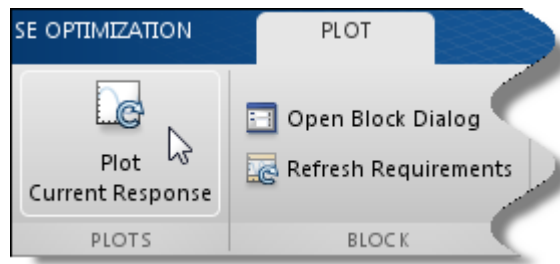 SE OPTIMIZATION
PLOT
Plot
Current Response
Open Block Dialog
Refresh Requirements
PLOTS
BLOCK